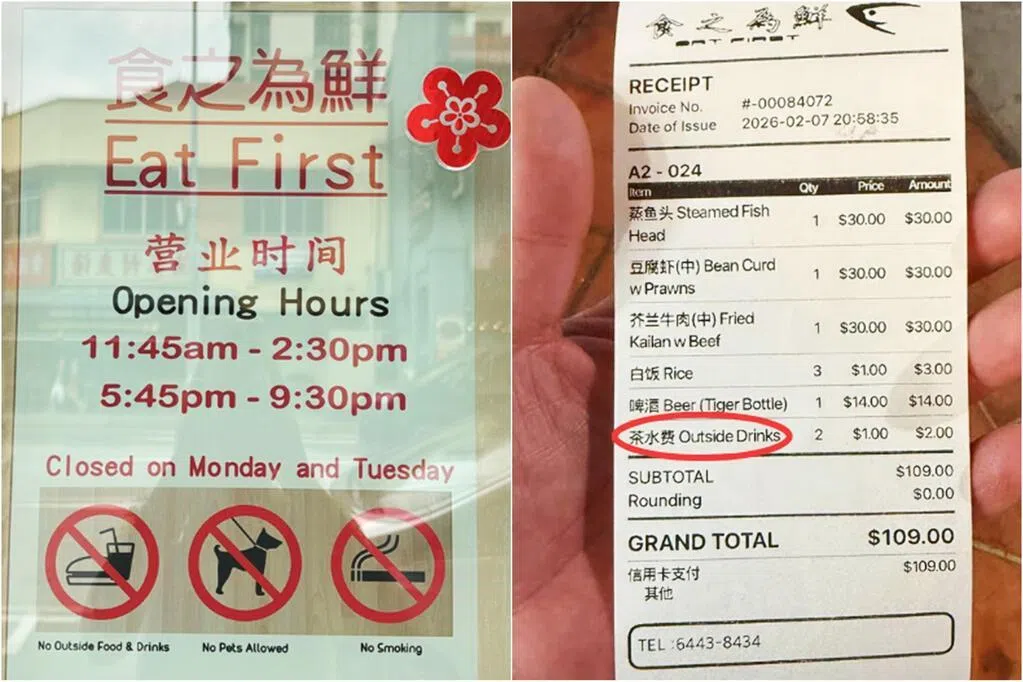 食之為鮮
Eat First
营业时间
Opening Hours
11:45am - 2:30pm
5:45pm - 9:30pm
Closed on Monday and Tuesday
No Outside Food & Drinks
No Pets Allowed
No Smoking
食之為鮮
EAT FIRST
RECEIPT
Invoice No. #-00084072
Date of Issue 2026-02-07 20:58:35
A2 - 024
Item Qty Price Amount
蒸鱼头 Steamed Fish 1 $30.00 $30.00
Head
豆腐虾(中) Bean Curd 1 $30.00 $30.00
w Prawns
芥兰牛肉(中) Fried 1 $30.00 $30.00
Kailan w Beef
白饭 Rice 3 $1.00 $3.00
啤酒 Beer (Tiger Bottle) 1 $14.00 $14.00
茶水费 Outside Drinks 2 $1.00 $2.00
SUBTOTAL $109.00
Rounding $0.00
GRAND TOTAL $109.00
信用卡支付 $109.00
其他
TEL :6443-8434